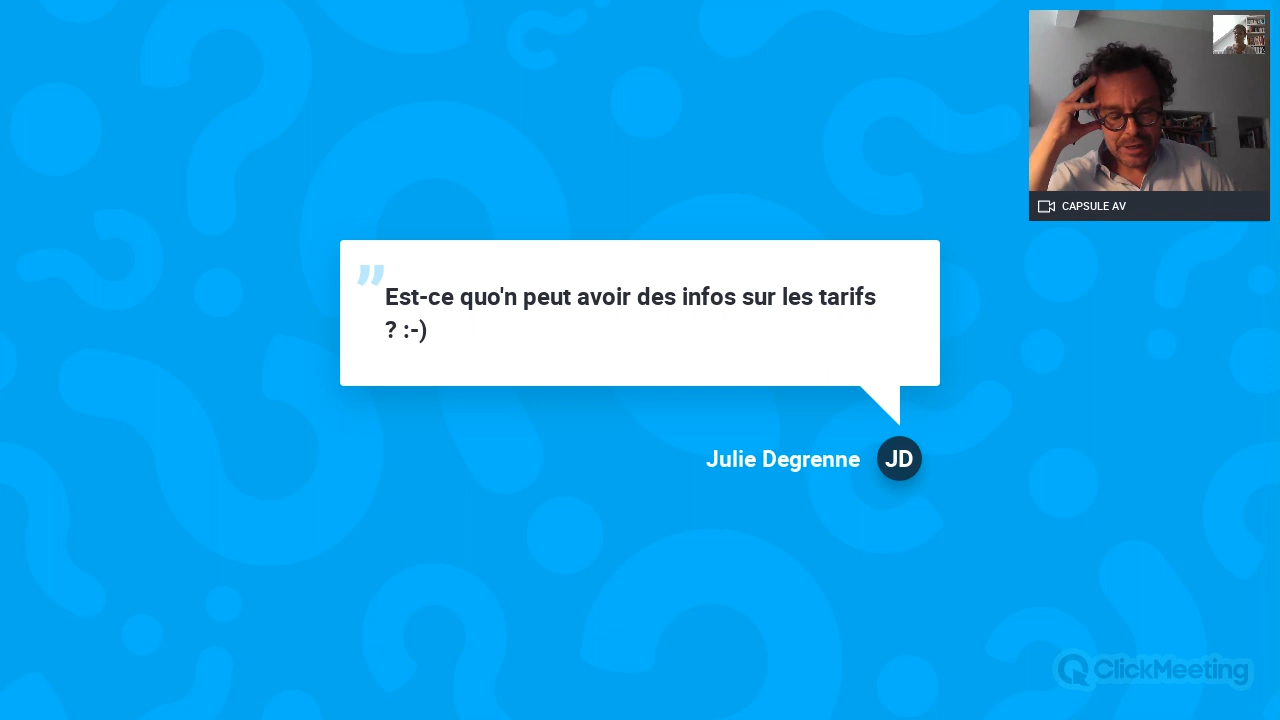 CAPSULE AV
Est-ce quo'n peut avoir des infos sur les tarifs
? :-)
Julie Degrenne JD
ClickMeeting